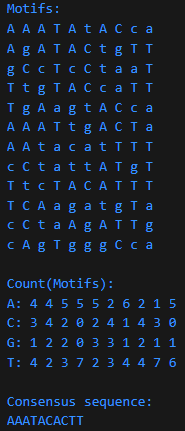 Motifs:
A A A T A t A C c a
A g A T A C t g T T
g C c T c C t a a T
T t g T A C c a T T
T g A a g t A C c a
A A A T t g A C T a
A A t a c a t T T T
c C t a t t A T g T
T t c T A C A T T T
T C A a g a t g T a
c C t a A g A T T g
c A g T g g g C c a
Count(Motifs):
A: 4 4 5 5 5 2 6 2 1 5
C: 3 4 2 0 2 4 1 4 3 0
G: 1 2 2 0 3 3 1 2 1 1
T: 4 2 3 7 2 3 4 4 7 6
Consensus sequence:
AAATACACTT